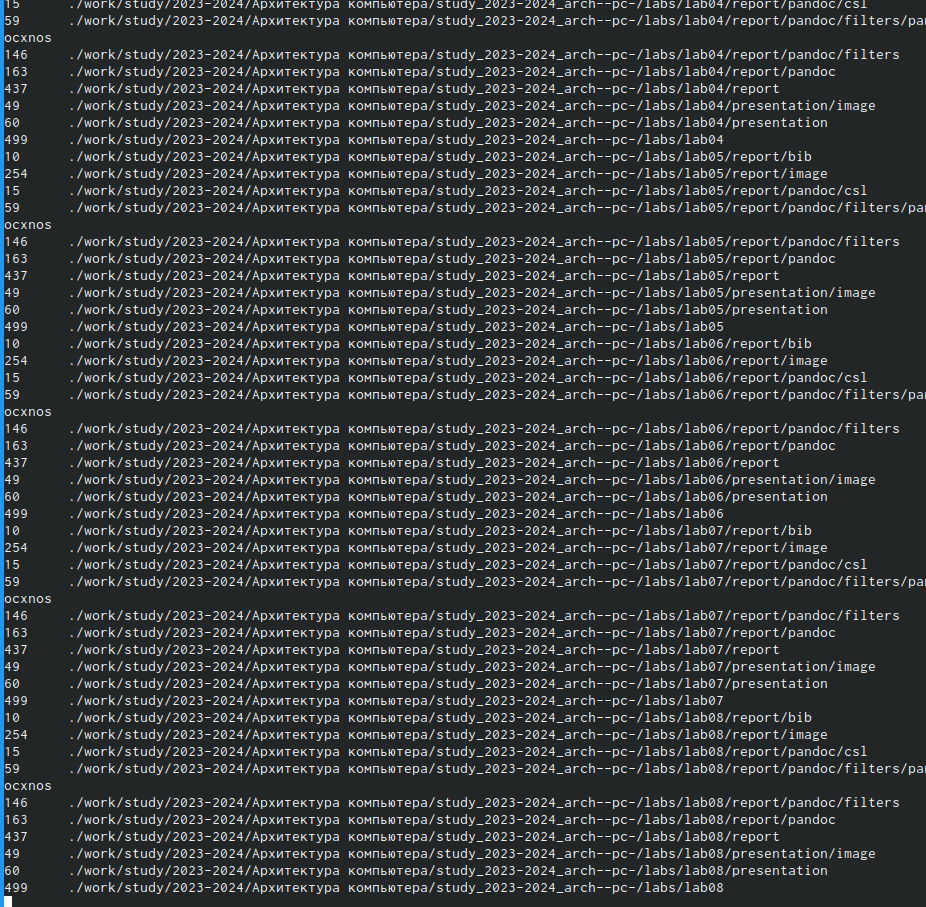 15 ./work/study/2023-2024/Архитектура компьютера/study_2023-2024_arch--pc-/labs/lab04/report/pandoc/csl
59 ./work/study/2023-2024/Архитектура компьютера/study_2023-2024_arch--pc-/labs/lab04/report/pandoc/filters/pan
ocxnos
146 ./work/study/2023-2024/Архитектура компьютера/study_2023-2024_arch--pc-/labs/lab04/report/pandoc/filters
163 ./work/study/2023-2024/Архитектура компьютера/study_2023-2024_arch--pc-/labs/lab04/report/pandoc
437 ./work/study/2023-2024/Архитектура компьютера/study_2023-2024_arch--pc-/labs/lab04/report
49 ./work/study/2023-2024/Архитектура компьютера/study_2023-2024_arch--pc-/labs/lab04/presentation/image
60 ./work/study/2023-2024/Архитектура компьютера/study_2023-2024_arch--pc-/labs/lab04/presentation
499 ./work/study/2023-2024/Архитектура компьютера/study_2023-2024_arch--pc-/labs/lab04
10 ./work/study/2023-2024/Архитектура компьютера/study_2023-2024_arch--pc-/labs/lab05/report/bib
254 ./work/study/2023-2024/Архитектура компьютера/study_2023-2024_arch--pc-/labs/lab05/report/image
15 ./work/study/2023-2024/Архитектура компьютера/study_2023-2024_arch--pc-/labs/lab05/report/pandoc/csl
59 ./work/study/2023-2024/Архитектура компьютера/study_2023-2024_arch--pc-/labs/lab05/report/pandoc/filters/pan
ocxnos
146 ./work/study/2023-2024/Архитектура компьютера/study_2023-2024_arch--pc-/labs/lab05/report/pandoc/filters
163 ./work/study/2023-2024/Архитектура компьютера/study_2023-2024_arch--pc-/labs/lab05/report/pandoc
437 ./work/study/2023-2024/Архитектура компьютера/study_2023-2024_arch--pc-/labs/lab05/report
49 ./work/study/2023-2024/Архитектура компьютера/study_2023-2024_arch--pc-/labs/lab05/presentation/image
60 ./work/study/2023-2024/Архитектура компьютера/study_2023-2024_arch--pc-/labs/lab05/presentation
499 ./work/study/2023-2024/Архитектура компьютера/study_2023-2024_arch--pc-/labs/lab05
10 ./work/study/2023-2024/Архитектура компьютера/study_2023-2024_arch--pc-/labs/lab06/report/bib
254 ./work/study/2023-2024/Архитектура компьютера/study_2023-2024_arch--pc-/labs/lab06/report/image
15 ./work/study/2023-2024/Архитектура компьютера/study_2023-2024_arch--pc-/labs/lab06/report/pandoc/csl
59 ./work/study/2023-2024/Архитектура компьютера/study_2023-2024_arch--pc-/labs/lab06/report/pandoc/filters/pan
ocxnos
146 ./work/study/2023-2024/Архитектура компьютера/study_2023-2024_arch--pc-/labs/lab06/report/pandoc/filters
163 ./work/study/2023-2024/Архитектура компьютера/study_2023-2024_arch--pc-/labs/lab06/report/pandoc
437 ./work/study/2023-2024/Архитектура компьютера/study_2023-2024_arch--pc-/labs/lab06/report
49 ./work/study/2023-2024/Архитектура компьютера/study_2023-2024_arch--pc-/labs/lab06/presentation/image
60 ./work/study/2023-2024/Архитектура компьютера/study_2023-2024_arch--pc-/labs/lab06/presentation
499 ./work/study/2023-2024/Архитектура компьютера/study_2023-2024_arch--pc-/labs/lab06
10 ./work/study/2023-2024/Архитектура компьютера/study_2023-2024_arch--pc-/labs/lab07/report/bib
254 ./work/study/2023-2024/Архитектура компьютера/study_2023-2024_arch--pc-/labs/lab07/report/image
15 ./work/study/2023-2024/Архитектура компьютера/study_2023-2024_arch--pc-/labs/lab07/report/pandoc/csl
59 ./work/study/2023-2024/Архитектура компьютера/study_2023-2024_arch--pc-/labs/lab07/report/pandoc/filters/pan
ocxnos
146 ./work/study/2023-2024/Архитектура компьютера/study_2023-2024_arch--pc-/labs/lab07/report/pandoc/filters
163 ./work/study/2023-2024/Архитектура компьютера/study_2023-2024_arch--pc-/labs/lab07/report/pandoc
437 ./work/study/2023-2024/Архитектура компьютера/study_2023-2024_arch--pc-/labs/lab07/report
49 ./work/study/2023-2024/Архитектура компьютера/study_2023-2024_arch--pc-/labs/lab07/presentation/image
60 ./work/study/2023-2024/Архитектура компьютера/study_2023-2024_arch--pc-/labs/lab07/presentation
499 ./work/study/2023-2024/Архитектура компьютера/study_2023-2024_arch--pc-/labs/lab07
10 ./work/study/2023-2024/Архитектура компьютера/study_2023-2024_arch--pc-/labs/lab08/report/bib
254 ./work/study/2023-2024/Архитектура компьютера/study_2023-2024_arch--pc-/labs/lab08/report/image
15 ./work/study/2023-2024/Архитектура компьютера/study_2023-2024_arch--pc-/labs/lab08/report/pandoc/csl
59 ./work/study/2023-2024/Архитектура компьютера/study_2023-2024_arch--pc-/labs/lab08/report/pandoc/filters/pan
ocxnos
146 ./work/study/2023-2024/Архитектура компьютера/study_2023-2024_arch--pc-/labs/lab08/report/pandoc/filters
163 ./work/study/2023-2024/Архитектура компьютера/study_2023-2024_arch--pc-/labs/lab08/report/pandoc
437 ./work/study/2023-2024/Архитектура компьютера/study_2023-2024_arch--pc-/labs/lab08/report
49 ./work/study/2023-2024/Архитектура компьютера/study_2023-2024_arch--pc-/labs/lab08/presentation/image
60 ./work/study/2023-2024/Архитектура компьютера/study_2023-2024_arch--pc-/labs/lab08/presentation
499 ./work/study/2023-2024/Архитектура компьютера/study_2023-2024_arch--pc-/labs/lab08